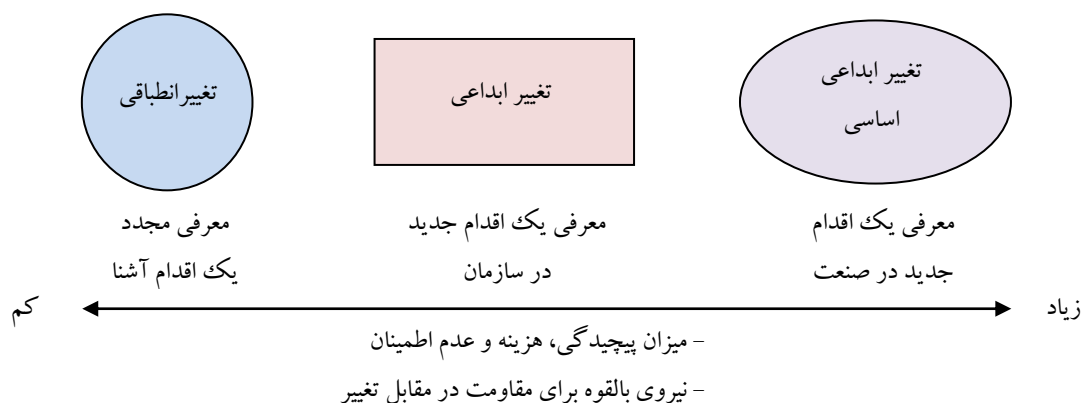 تغییر ابداعی
اساسی
تغییر ابداعی
تغییرانطباقی
معرفی یک اقدام
جدید در صنعت
معرفی یک اقدام جدید
در سازمان
معرفی مجدد
یک اقدام آشنا
زیاد
کم
– میزان پیچیدگی، هزینه و عدم اطمینان
– نیروی بالقوه برای مقاومت در مقابل تغییر